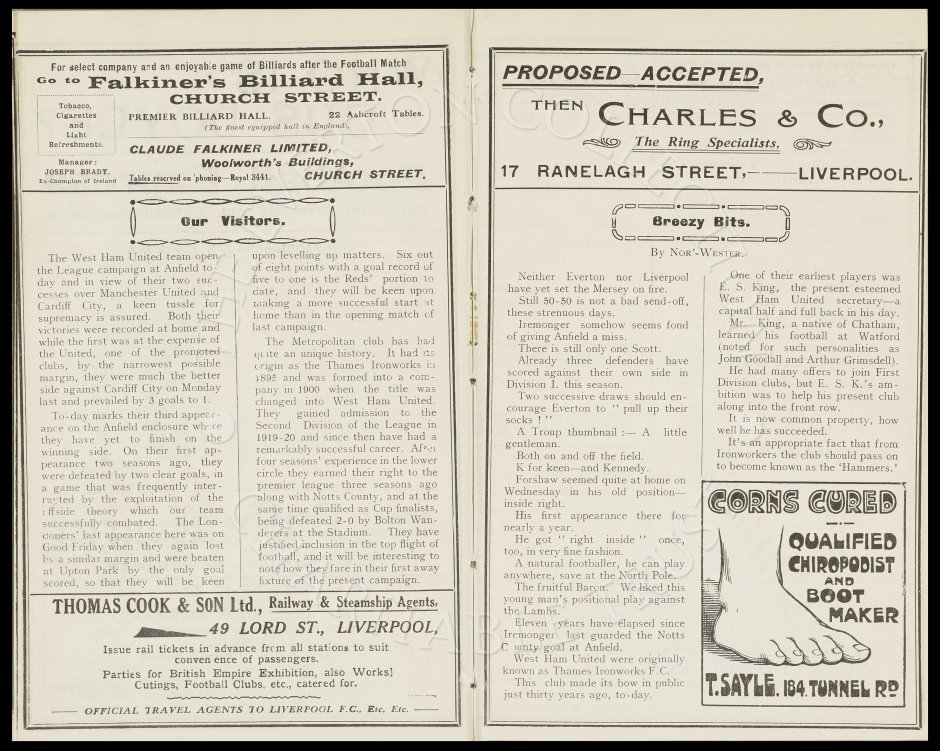 For select company and an enjoyable game of Billiards after the Football Match
Go to Falkiner's Billiard Hall,
CHURCH STREET.
Tobacco,
Cigarettes
and
Light
Refreshments.
Manager:
JOSEPH BRADY.
Ex-Champion of Ireland
PREMIER BILLIARD HALL. 22 Ashcroft Tables.
(The finest equipped hall in England),
CLAUDE FALKINER LIMITED,
Woolworth's Buildings,
Tables reserved on 'phoning—Royal 3441. CHURCH STREET.
Our Visitors.
The West Ham United team open
the League campaign at Anfield to-
day and in view of their two suc-
cesses over Manchester United and
Cardiff City, a keen tussle for
supremacy is assured. Both their
victories were recorded at home and
while the first was at the expense of
the United, one of the promoted
clubs, by the narrowest possible
margin, they were much the better
side against Cardiff City on Monday
last and prevailed by 3 goals to 1.
To-day marks their third appear-
ance on the Anfield enclosure where
they have yet to finish on the
winning side. On their first ap-
pearance two seasons ago, they
were defeated by two clear goals, in
a game that was frequently inter-
rupted by the exploitation of the
offside theory which our team
successfully combated. The Lon-
doners' last appearance here was on
Good Friday when they again lost
by a similar margin and were beaten
at Upton Park by the only goal
scored, so that they will be keen
upon levelling up matters. Six out
of eight points with a goal record of
five to one is the Reds' portion to
date, and they will be keen upon
making a more successful start at
home than in the opening match of
last campaign.
The Metropolitan club has had
quite an unique history. It had its
origin as the Thames Ironworks in
1895 and was formed into a com-
pany in 1900 when the title was
changed into West Ham United.
They gained admission to the
Second Division of the League in
1919-20 and since then have had a
remarkably successful career. After
four seasons' experience in the lower
circle they earned their right to the
premier league three seasons ago
along with Notts County, and at the
same time qualified as Cup finalists,
being defeated 2-0 by Bolton Wan-
derers at the Stadium. They have
justified inclusion in the top flight of
football, and it will be interesting to
note how they fare in their first away
fixture of the present campaign.
THOMAS COOK & SON Ltd., Railway & Steamship Agents,
49 LORD ST., LIVERPOOL,
Issue rail tickets in advance from all stations to suit
convenience of passengers.
Parties for British Empire Exhibition, also Works!
Cutings, Football Clubs, etc., catered for.
OFFICIAL TRAVEL AGENTS TO LIVERPOOL F.C., Etc. Etc.
PROPOSED—ACCEPTED,
THEN CHARLES & Co.,
The Ring Specialists,
17 RANELAGH STREET,——LIVERPOOL.
Breezy Bits.
By NOR'-WESTER.
Neither Everton nor Liverpool
have yet set the Mersey on fire.
Still 50-50 is not a bad send-off,
these strenuous days.
Iremonger somehow seems fond
of giving Anfield a miss.
There is still only one Scott.
Already three defenders have
scored against their own side in
Division I. this season.
Two successive draws should en-
courage Everton to " pull up their
socks ! "
A Troup thumbnail :— A little
gentleman.
Both on and off the field.
K for keen—and Kennedy.
Forshaw seemed quite at home on
Wednesday in his old position—
inside right.
His first appearance there for
nearly a year.
He got " right inside " once,
too, in very fine fashion.
A natural footballer, he can play
anywhere, save at the North Pole.
The fruitful Baron. We liked this
young man's positional play against
the Lambs.
Eleven years have elapsed since
Iremonger last guarded the Notts
County goal at Anfield.
West Ham United were originally
known as Thames Ironworks F.C.
This club made its bow in public
just thirty years ago, to-day.
One of their earliest players was
E. S. King, the present esteemed
West Ham United secretary—a
capital half and full back in his day.
Mr. King, a native of Chatham,
learned his football at Watford
(noted for such personalities as
John Goodall and Arthur Grimsdell).
He had many offers to join First
Division clubs, but E. S. K.'s am-
bition was to help his present club
along into the front row.
It is now common property, how
well he has succeeded.
It's an appropriate fact that from
Ironworkers the club should pass on
to become known as the 'Hammers.'
CORNS CURED
QUALIFIED
CHIROPODIST
AND
BOOT
MAKER
T. SAYLE. 184. TUNNEL RD